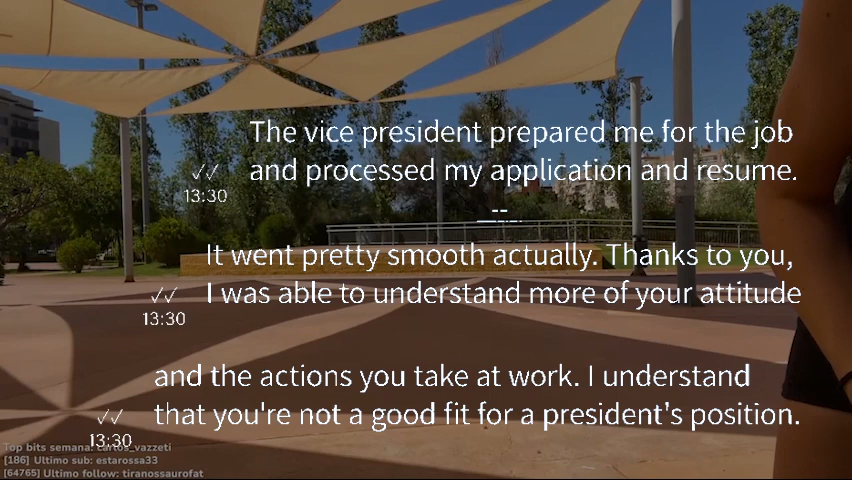 The vice president prepared me for the job
and processed my application and resume.
✓✓
13:30
--
It went pretty smooth actually. Thanks to you,
I was able to understand more of your attitude
✓✓
13:30
and the actions you take at work. I understand
that you're not a good fit for a president's position.
✓✓
13:30
Top bits semana: carlos_vazzeti
[186] Ultimo sub: estarossa33
[64765] Ultimo follow: tiranossaurofat